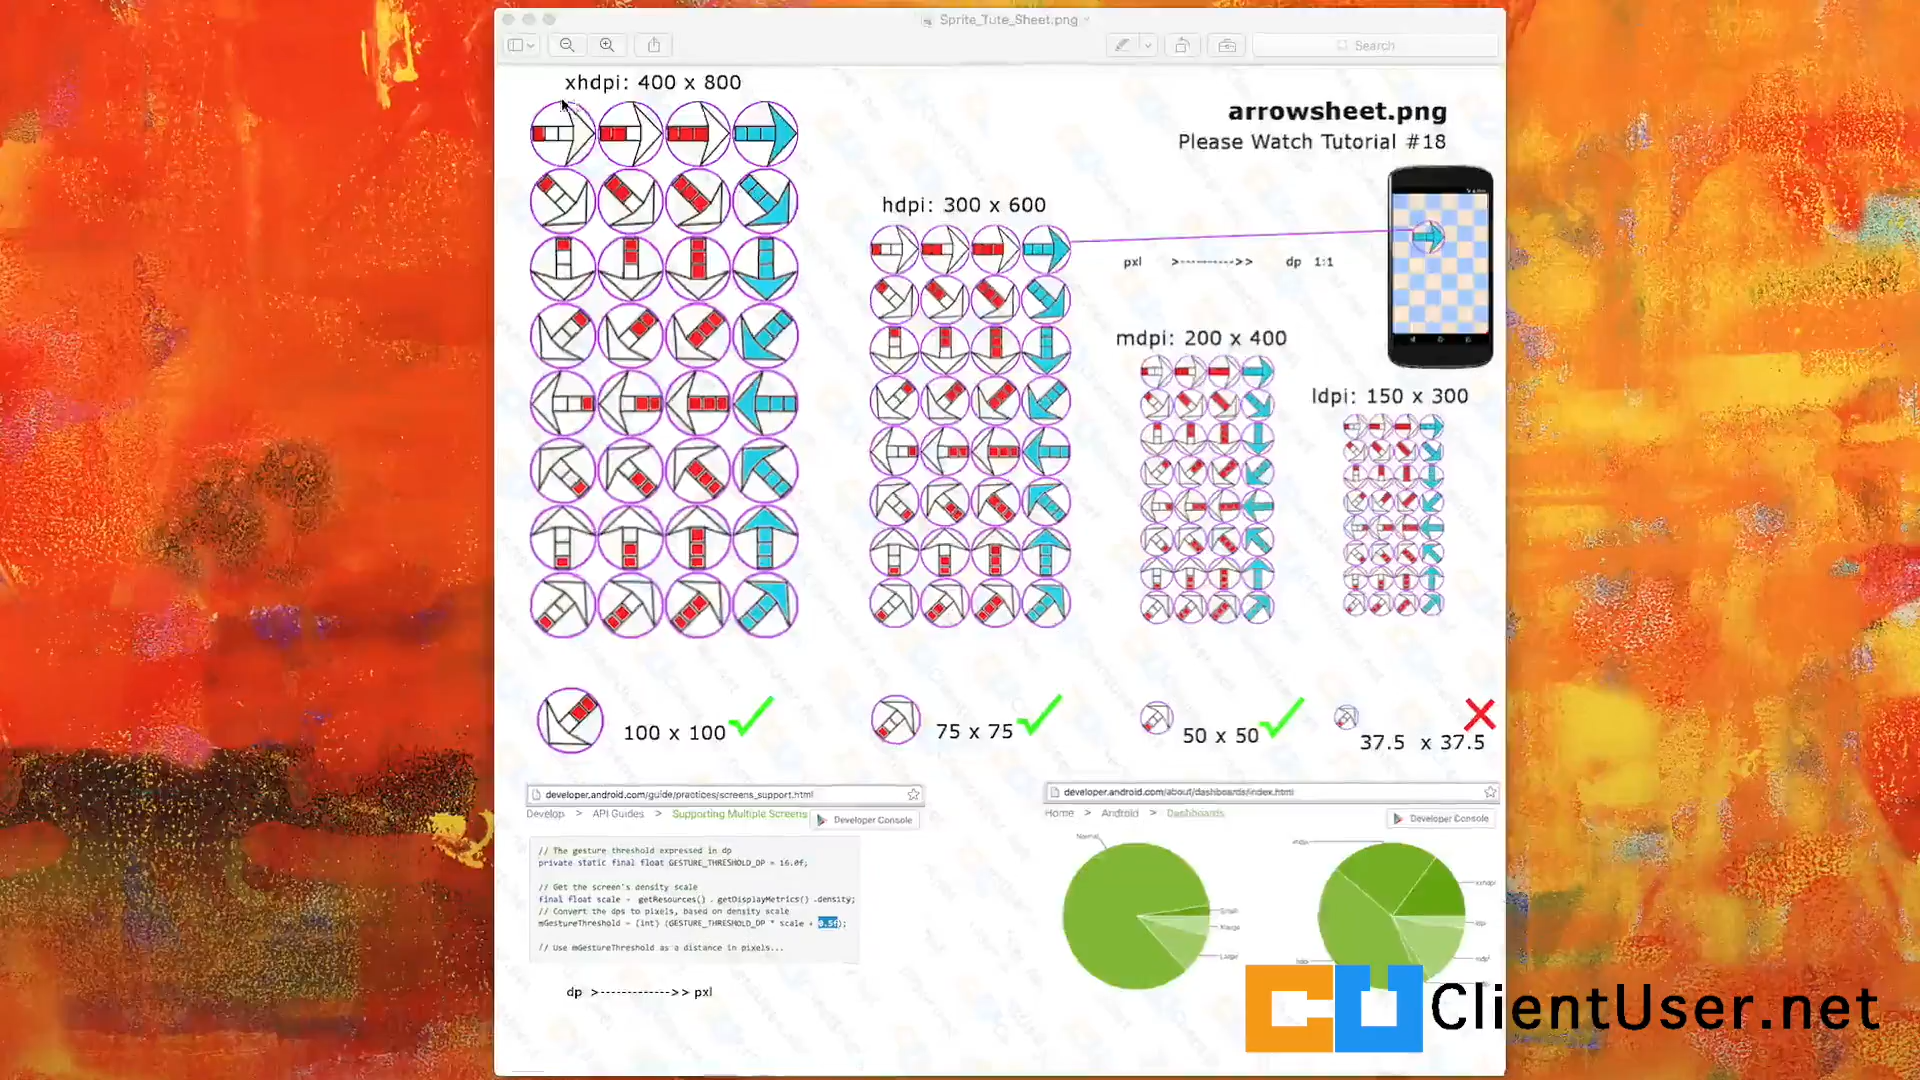 Sprite_Tute_Sheet.png
Search
xhdpi: 400 x 800
arrowsheet.png
Please Watch Tutorial #18
hdpi: 300 x 600
pxl >---------->> dp 1:1
mdpi: 200 x 400
ldpi: 150 x 300
100 x 100
75 x 75
50 x 50
37.5 x 37.5
developer.android.com/guide/practices/screens_support.html
Develop > API Guides > Supporting Multiple Screens
Developer Console
// The gesture threshold expressed in dp
private static final float GESTURE_THRESHOLD_DP = 16.0f;
// Get the screen's density scale
final float scale = getResources() . getDisplayMetrics() .density;
// Convert the dps to pixels, based on density scale
mGestureThreshold = (int) (GESTURE_THRESHOLD_DP * scale + 0.5f);
// Use mGestureThreshold as a distance in pixels...
dp >------------->> pxl
developer.android.com/about/dashboards/index.html
Home > Android > Dashboards
Developer Console
Normal
Small
Xlarge
Large
ClientUser.net